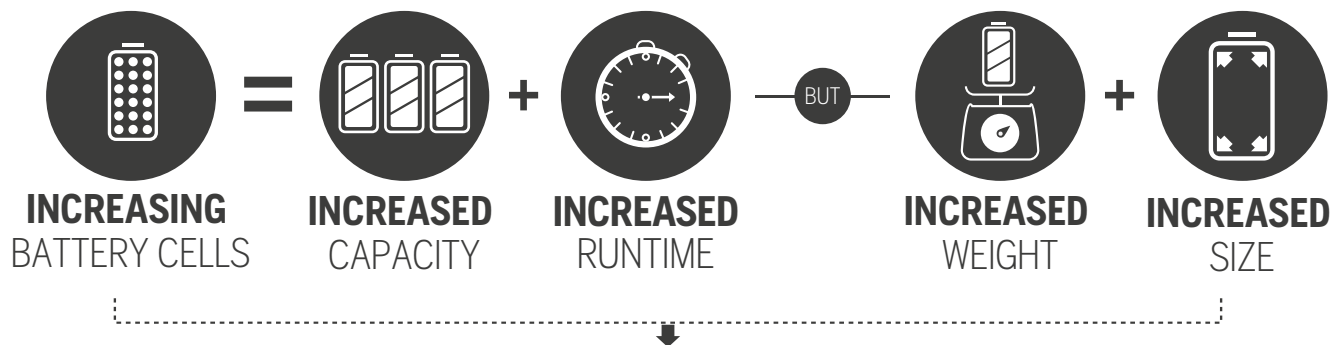 BUT
INCREASING
BATTERY CELLS
INCREASED
CAPACITY
INCREASED
RUNTIME
INCREASED
WEIGHT
INCREASED
SIZE